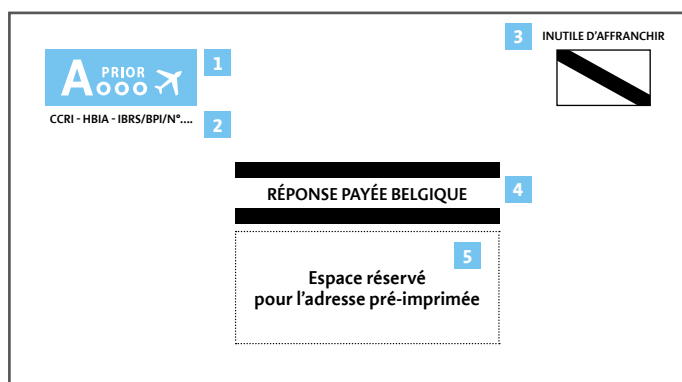 3 INUTILE D'AFFRANCHIR
A PRIOR 1
CCRI - HBIA - IBRS/BPI/N°.... 2
RÉPONSE PAYÉE BELGIQUE 4
5
Espace réservé
pour l'adresse pré-imprimée